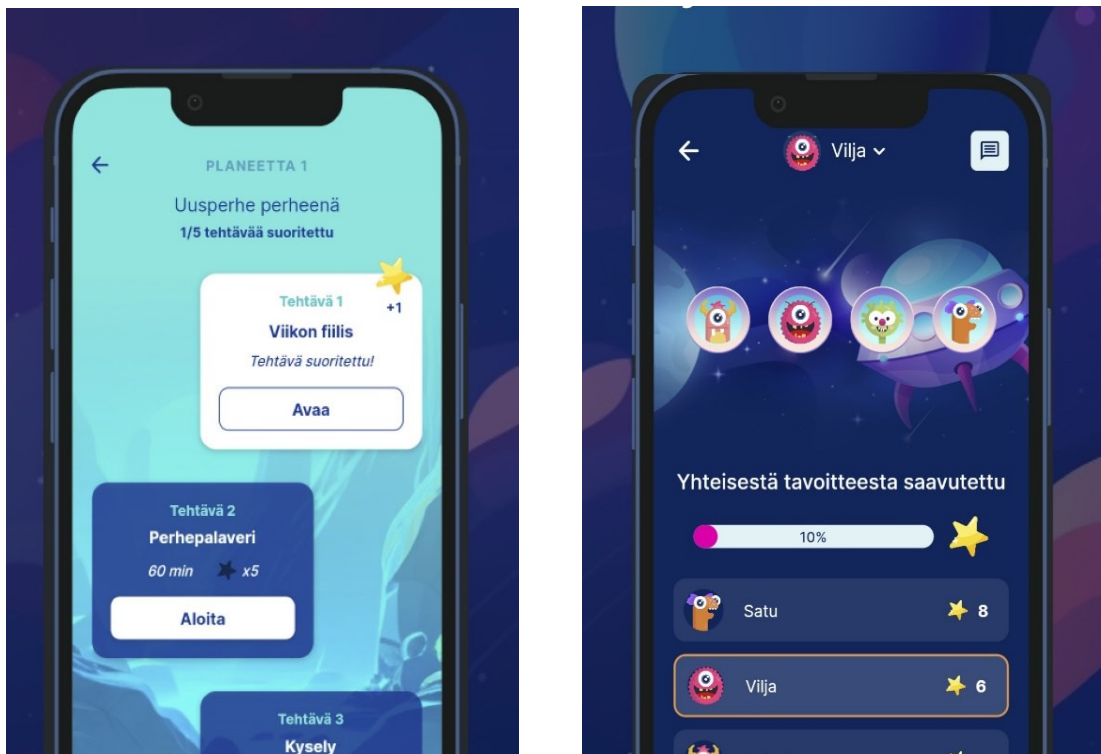 PLANEETTA 1
Uusperhe perheenä
1/5 tehtävää suoritettu
Tehtävä 1
+1
Viikon fiilis
Tehtävä suoritettu!
Avaa
Tehtävä 2
Perhepalaveri
60 min x5
Aloita
Tehtävä 3
Kysely
Vilja
Yhteisestä tavoitteesta saavutettu
10%
Satu 8
Vilja 6